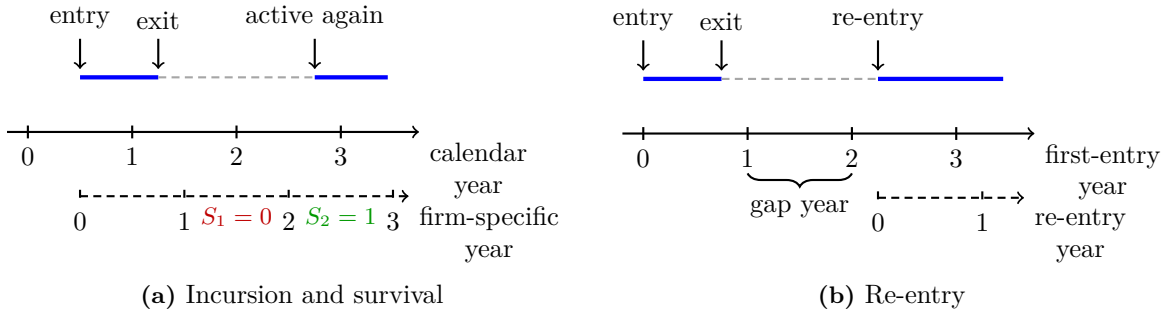 entry exit active again
0 1 2 3 calendar year
0 1 S₁ = 0 2 S₂ = 1 3 firm-specific year
(a) Incursion and survival
entry exit re-entry
0 1 2 3 first-entry year
gap year
0 1 re-entry year
(b) Re-entry